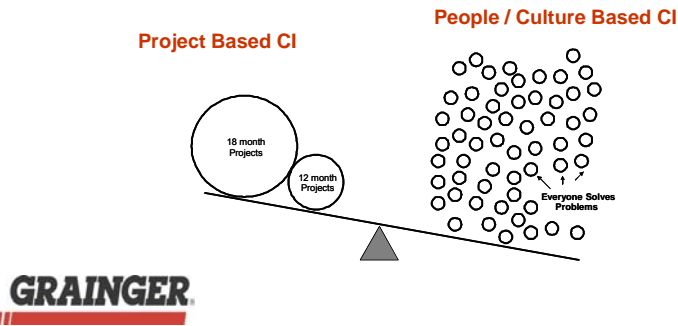 People / Culture Based CI
Project Based CI
18 month
Projects
12 month
Projects
Everyone Solves
Problems
GRAINGER.